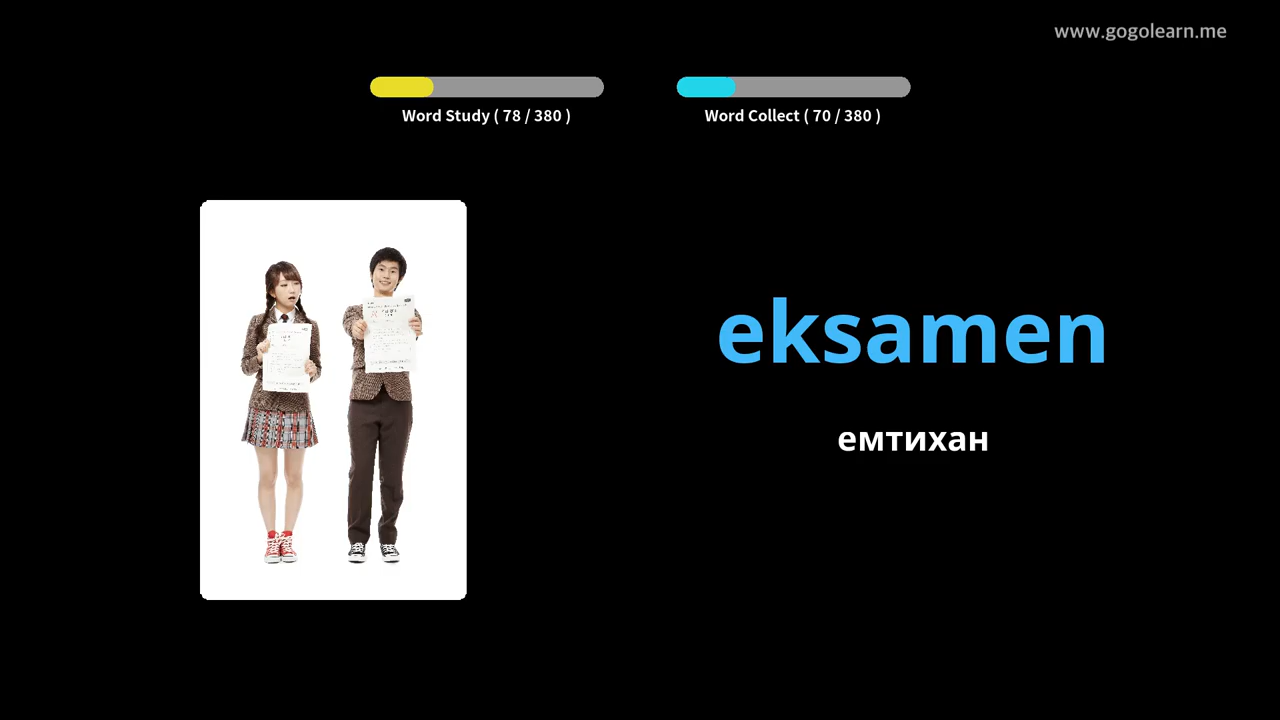 www.gogolearn.me
Word Study ( 78 / 380 )
Word Collect ( 70 / 380 )
eksamen
емтихан